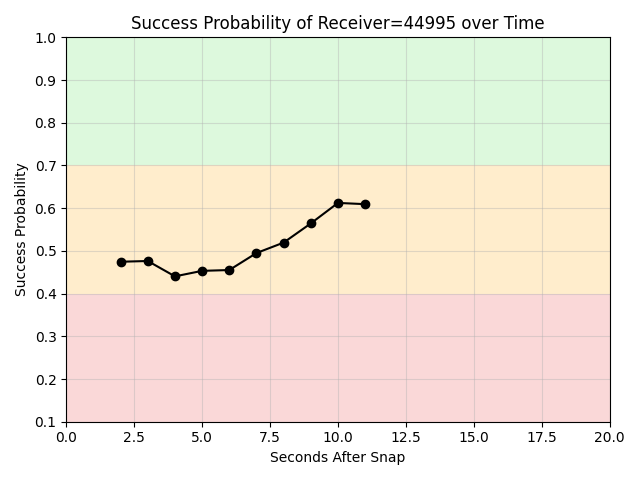 Success Probability of Receiver=44995 over Time
1.0
0.9
0.8
0.7
0.6
0.5
0.4
0.3
0.2
0.1
Success Probability
0.0 2.5 5.0 7.5 10.0 12.5 15.0 17.5 20.0
Seconds After Snap